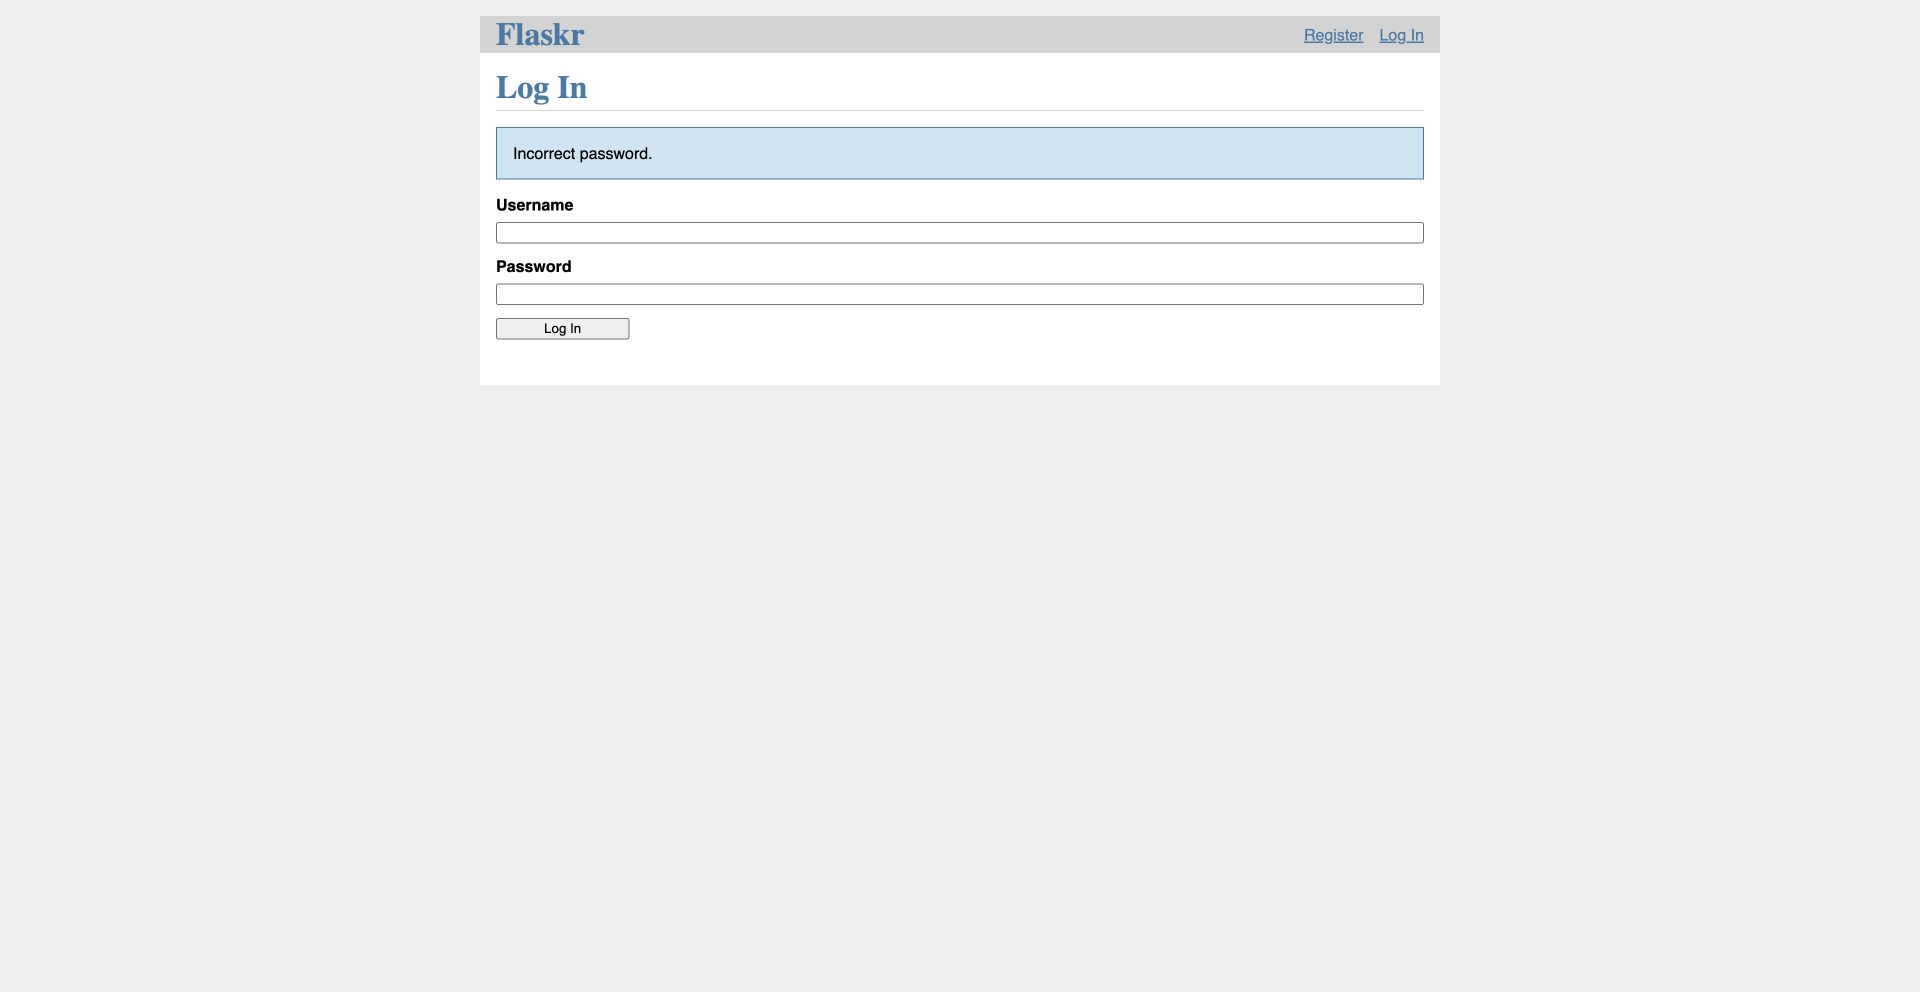 Flaskr
Register Log In
Log In
Incorrect password.
Username
Password
Log In